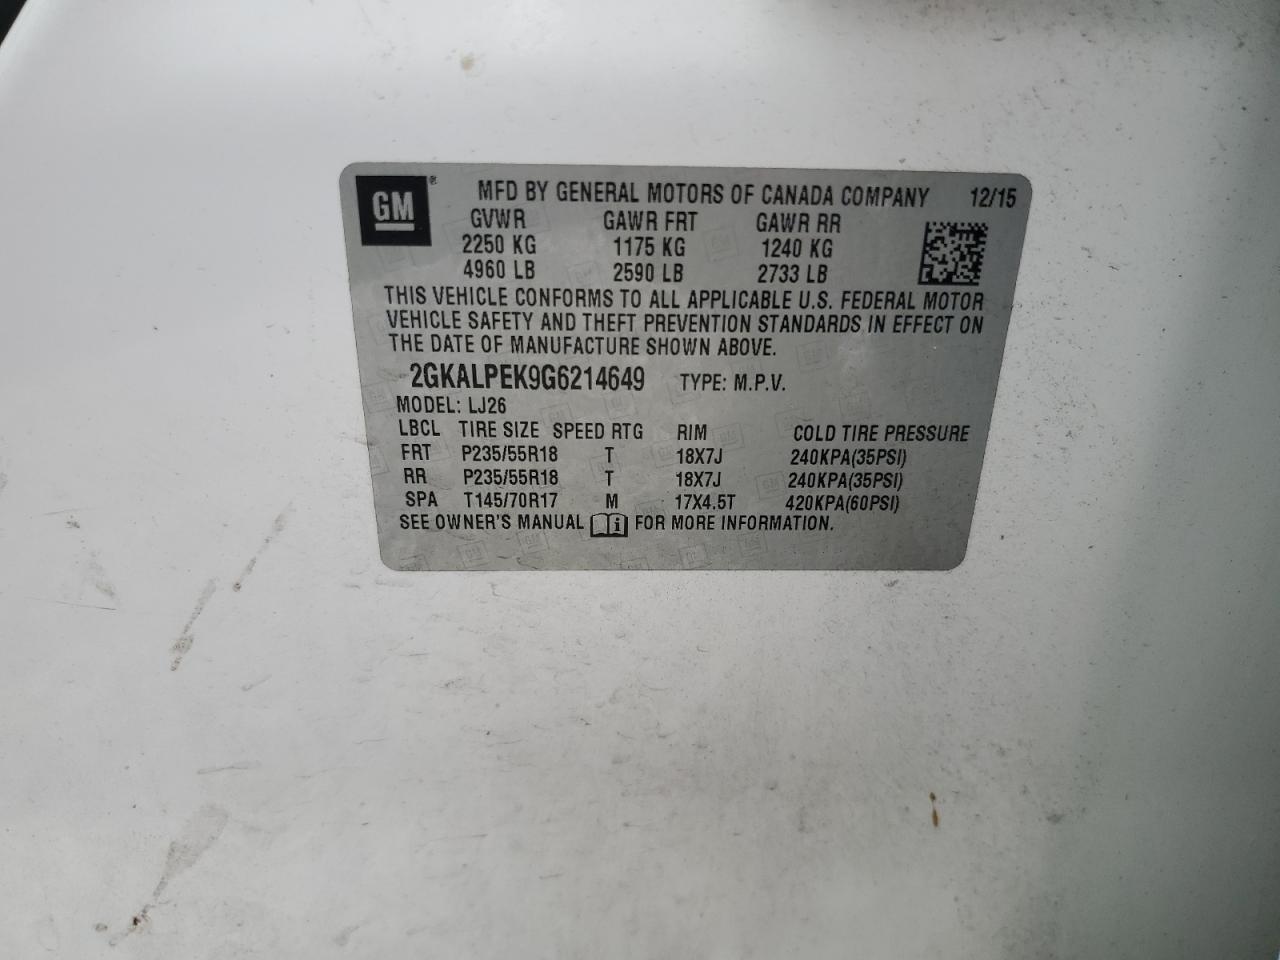 GM®
MFD BY GENERAL MOTORS OF CANADA COMPANY 12/15
GVWR GAWR FRT GAWR RR
2250 KG 1175 KG 1240 KG
4960 LB 2590 LB 2733 LB
THIS VEHICLE CONFORMS TO ALL APPLICABLE U.S. FEDERAL MOTOR
VEHICLE SAFETY AND THEFT PREVENTION STANDARDS IN EFFECT ON
THE DATE OF MANUFACTURE SHOWN ABOVE.
2GKALPEK9G6214649 TYPE: M.P.V.
MODEL: LJ26
LBCL TIRE SIZE SPEED RTG RIM COLD TIRE PRESSURE
FRT P235/55R18 T 18X7J 240KPA(35PSI)
RR P235/55R18 T 18X7J 240KPA(35PSI)
SPA T145/70R17 M 17X4.5T 420KPA(60PSI)
SEE OWNER'S MANUAL i FOR MORE INFORMATION.